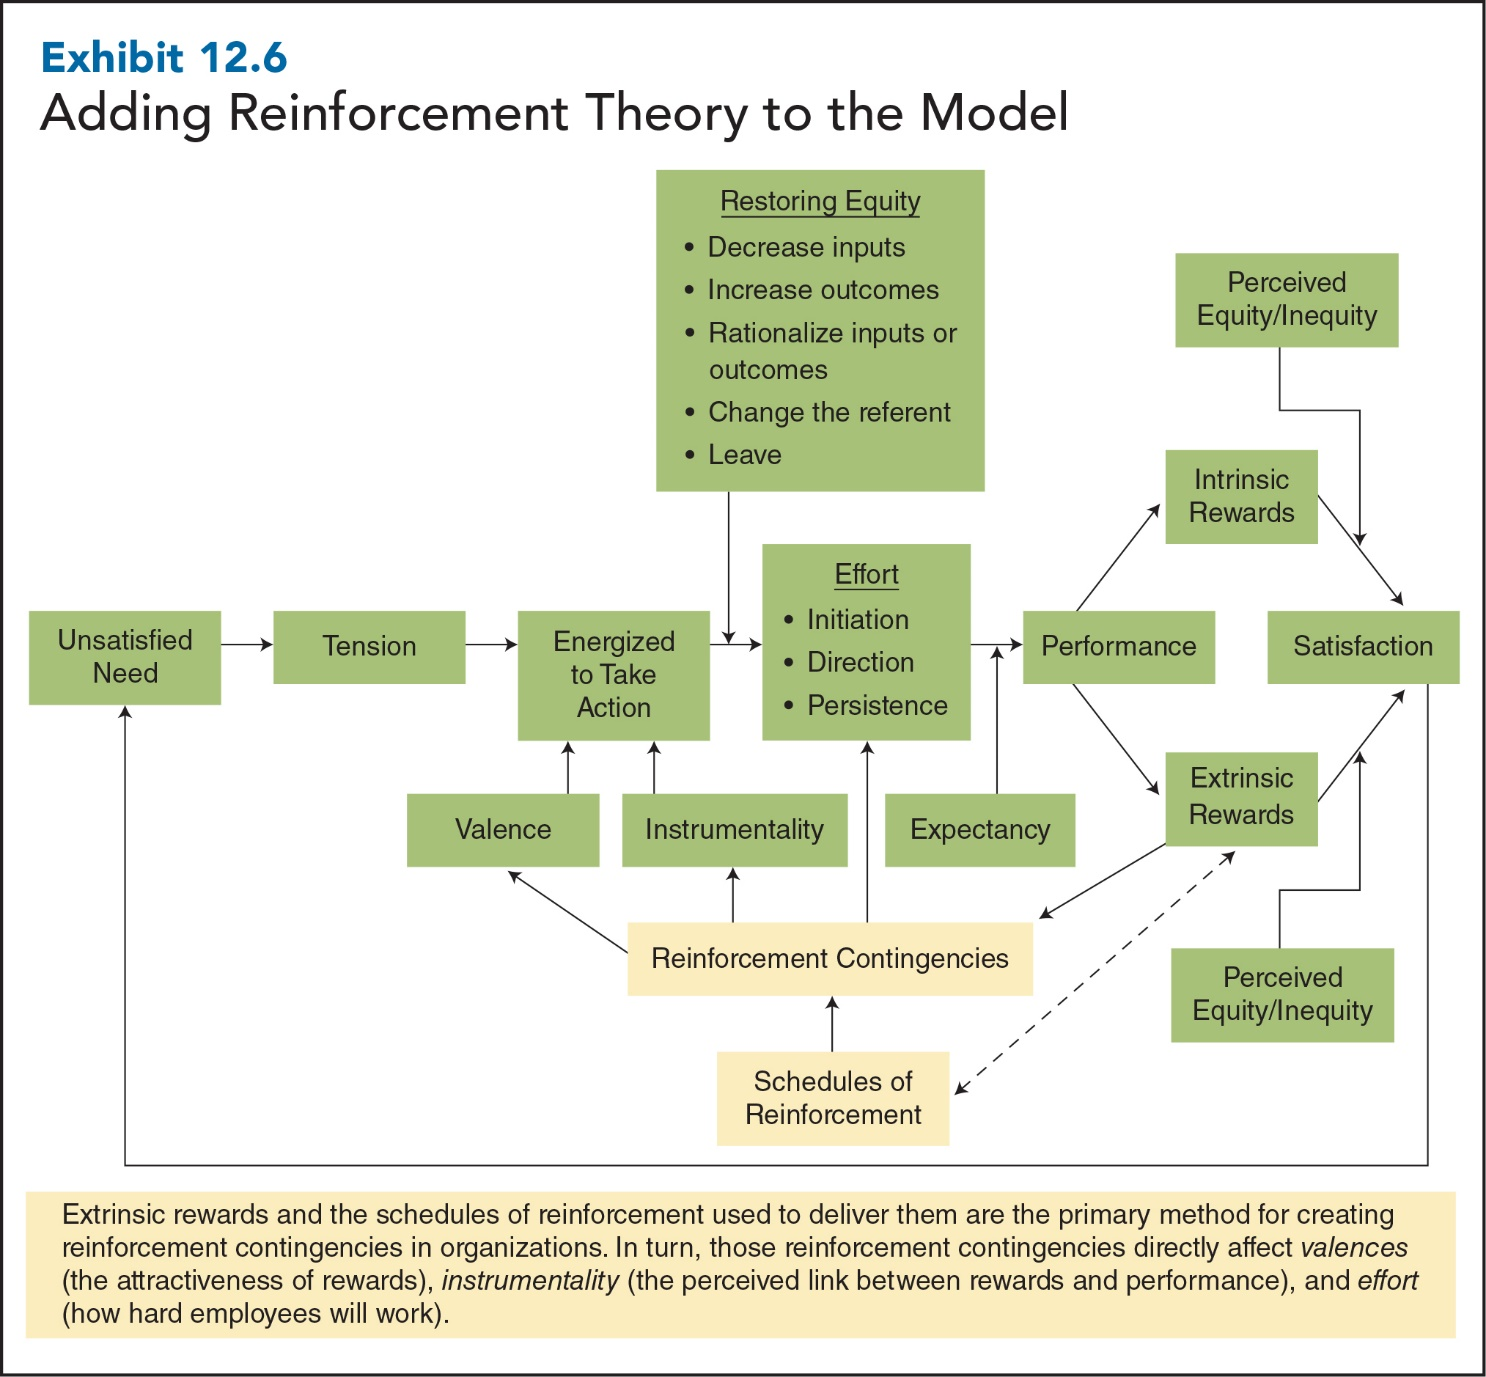 Exhibit 12.6
Adding Reinforcement Theory to the Model
Restoring Equity
• Decrease inputs
• Increase outcomes
• Rationalize inputs or
outcomes
• Change the referent
• Leave
Perceived
Equity/Inequity
Intrinsic
Rewards
Effort
• Initiation
• Direction
• Persistence
Unsatisfied
Need
Tension
Energized
to Take
Action
Performance
Satisfaction
Valence
Instrumentality
Expectancy
Extrinsic
Rewards
Reinforcement Contingencies
Perceived
Equity/Inequity
Schedules of
Reinforcement
Extrinsic rewards and the schedules of reinforcement used to deliver them are the primary method for creating
reinforcement contingencies in organizations. In turn, those reinforcement contingencies directly affect valences
(the attractiveness of rewards), instrumentality (the perceived link between rewards and performance), and effort
(how hard employees will work).